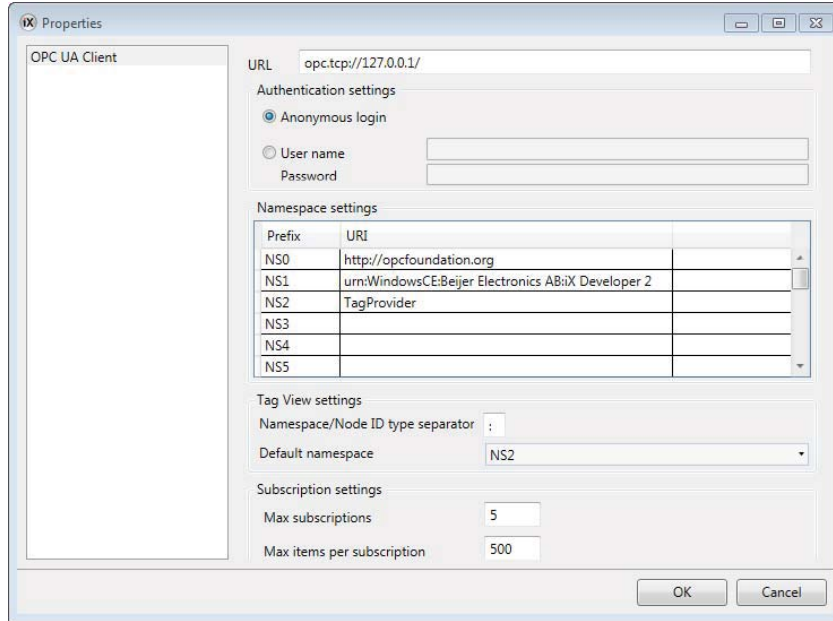 iX Properties
OPC UA Client
URL opc.tcp://127.0.0.1/
Authentication settings
Anonymous login
User name
Password
Namespace settings
Prefix URI
NS0 http://opcfoundation.org
NS1 urn:WindowsCE:Beijer Electronics AB:iX Developer 2
NS2 TagProvider
NS3
NS4
NS5
Tag View settings
Namespace/Node ID type separator :
Default namespace NS2
Subscription settings
Max subscriptions 5
Max items per subscription 500
OK Cancel